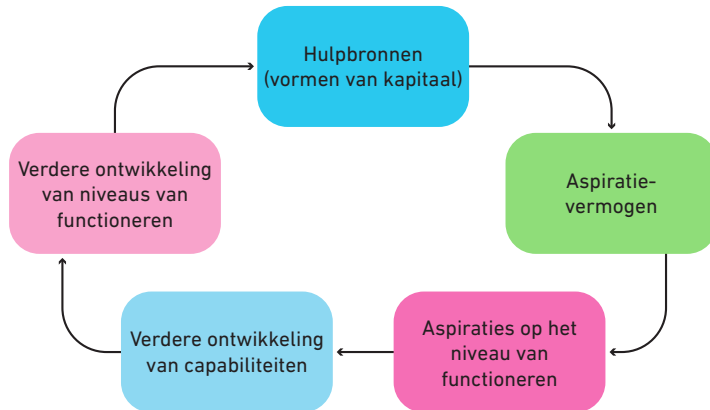 Hulpbronnen
(vormen van kapitaal)
Aspiratie-
vermogen
Aspiraties op het
niveau van
functioneren
Verdere ontwikkeling
van capabiliteiten
Verdere ontwikkeling
van niveaus van
functioneren